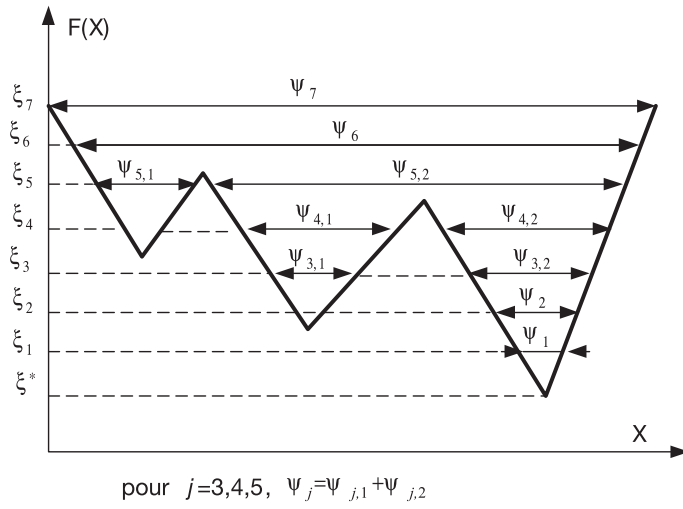 F(X)
ξ7 ψ7
ξ6 ψ6
ξ5 ψ5,1 ψ5,2
ξ4 ψ4,1 ψ4,2
ξ3 ψ3,1 ψ3,2
ξ2 ψ2
ξ1 ψ1
ξ*
X
pour j=3,4,5, ψj=ψj,1+ψj,2